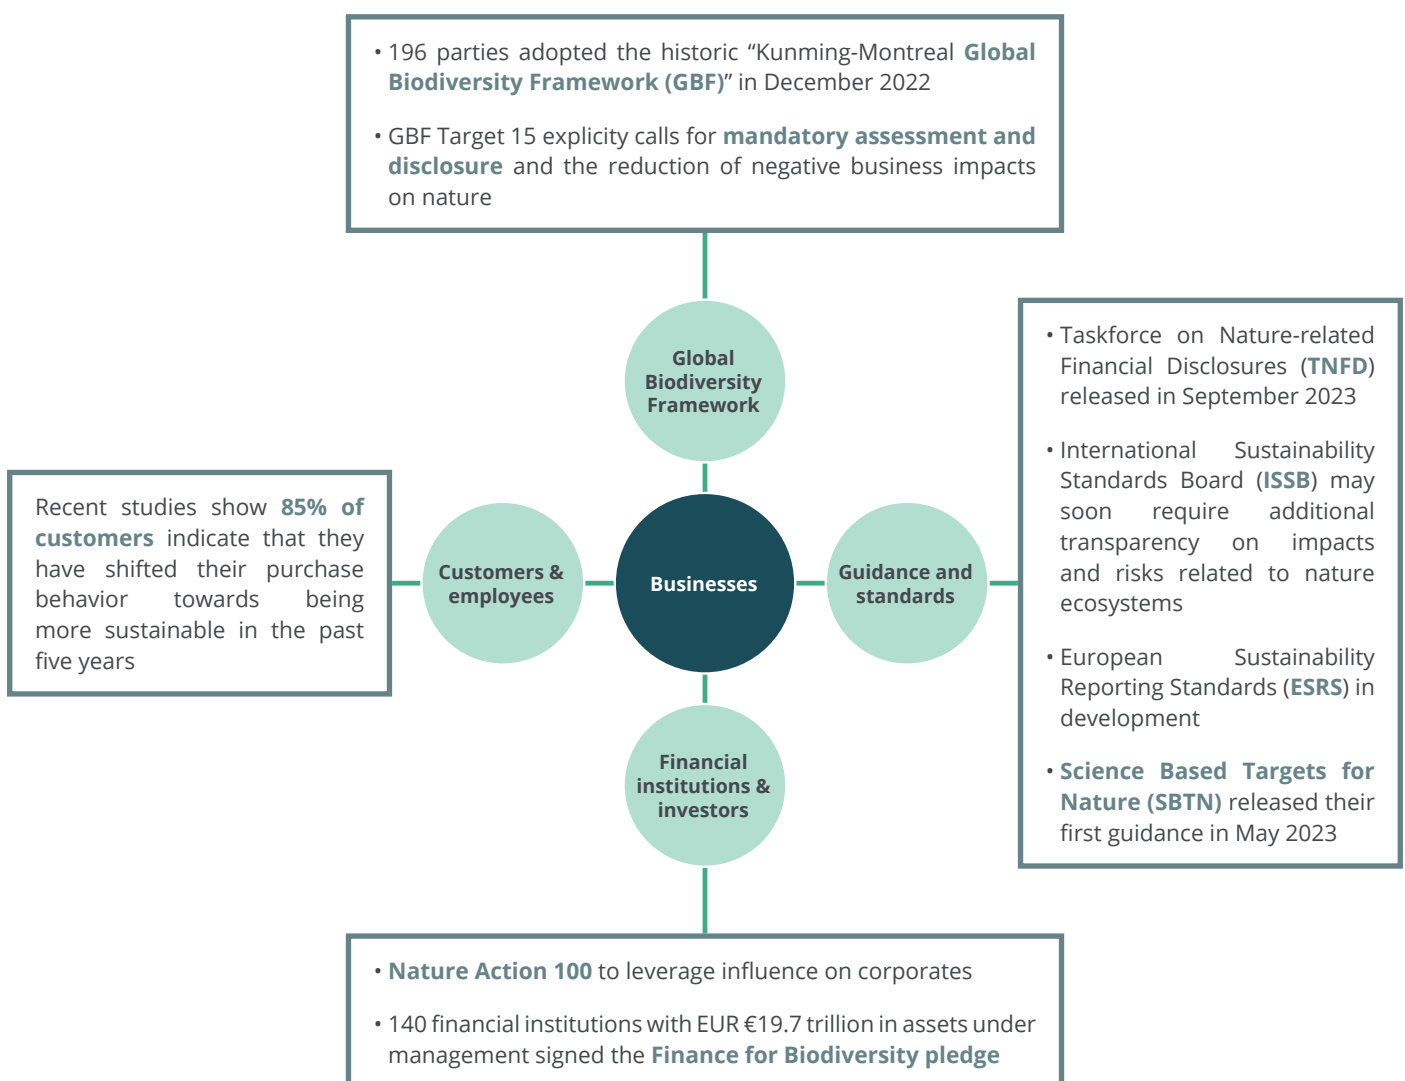 • 196 parties adopted the historic “Kunming-Montreal Global
Biodiversity Framework (GBF)” in December 2022
• GBF Target 15 explicity calls for mandatory assessment and
disclosure and the reduction of negative business impacts
on nature
Global
Biodiversity
Framework
Recent studies show 85% of
customers indicate that they
have shifted their purchase
behavior towards being
more sustainable in the past
five years
Customers &
employees
Businesses
Guidance and
standards
• Taskforce on Nature-related
Financial Disclosures (TNFD)
released in September 2023
• International Sustainability
Standards Board (ISSB) may
soon require additional
transparency on impacts
and risks related to nature
ecosystems
• European Sustainability
Reporting Standards (ESRS) in
development
• Science Based Targets for
Nature (SBTN) released their
first guidance in May 2023
Financial
institutions &
investors
• Nature Action 100 to leverage influence on corporates
• 140 financial institutions with EUR €19.7 trillion in assets under
management signed the Finance for Biodiversity pledge